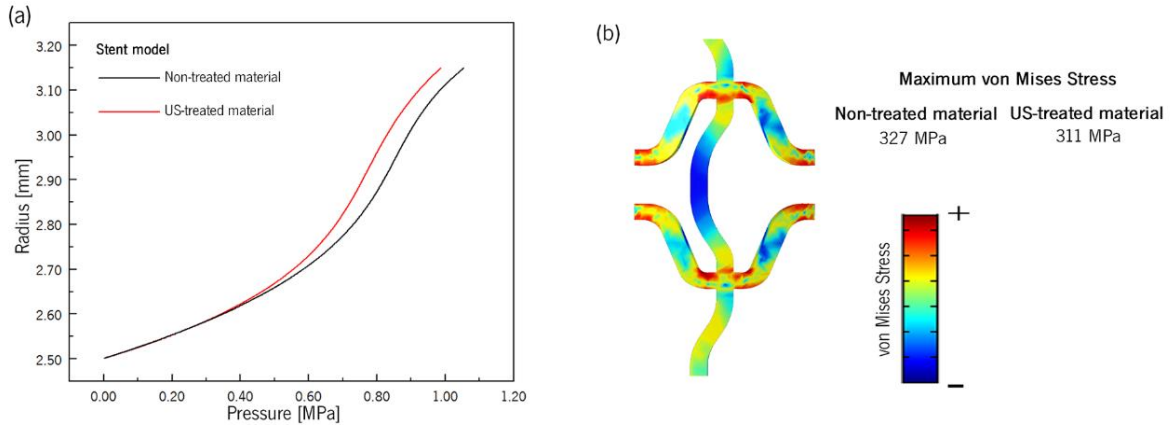 (a)
3.20
3.10
3.00
2.90
2.80
2.70
2.60
2.50
Radius [mm]
Stent model
Non-treated material
US-treated material
0.00 0.20 0.40 0.60 0.80 1.00 1.20
Pressure [MPa]
(b)
Maximum von Mises Stress
Non-treated material US-treated material
327 MPa 311 MPa
von Mises Stress
+
−